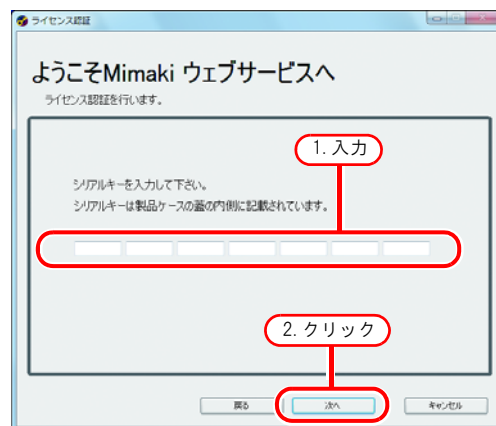 ライセンス認証
ようこそMimaki ウェブサービスへ
ライセンス認証を行います。
1. 入力
シリアルキーを入力して下さい。
シリアルキーは製品ケースの蓋の内側に記載されています。
2. クリック
戻る
次へ
キャンセル